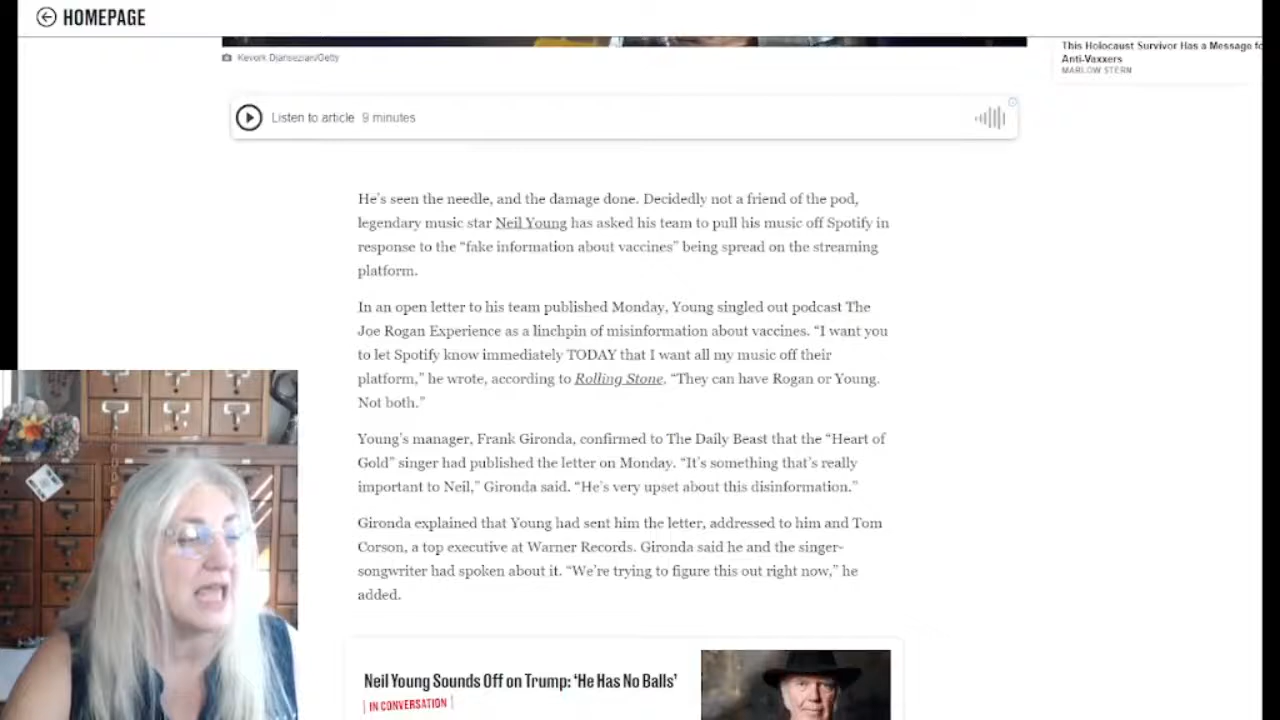 HOMEPAGE
This Holocaust Survivor Has a Message fo
Anti-Vaxxers
MARLOW STERN
Kevork Djansezian/Getty
Listen to article 9 minutes
He's seen the needle, and the damage done. Decidedly not a friend of the pod,
legendary music star Neil Young has asked his team to pull his music off Spotify in
response to the “fake information about vaccines” being spread on the streaming
platform.
In an open letter to his team published Monday, Young singled out podcast The
Joe Rogan Experience as a linchpin of misinformation about vaccines. “I want you
to let Spotify know immediately TODAY that I want all my music off their
platform,” he wrote, according to Rolling Stone. “They can have Rogan or Young.
Not both.”
Young's manager, Frank Gironda, confirmed to The Daily Beast that the “Heart of
Gold” singer had published the letter on Monday. “It's something that's really
important to Neil,” Gironda said. “He's very upset about this disinformation.”
Gironda explained that Young had sent him the letter, addressed to him and Tom
Corson, a top executive at Warner Records. Gironda said he and the singer-
songwriter had spoken about it. “We're trying to figure this out right now,” he
added.
Neil Young Sounds Off on Trump: ‘He Has No Balls’
IN CONVERSATION